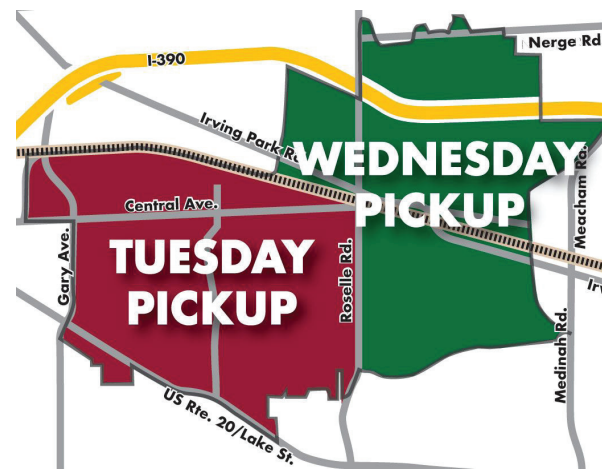 Nerge Rd
I-390
Irving Park R
WEDNESDAY
PICKUP
Meacham Rd.
Central Ave.
TUESDAY
PICKUP
Gary Ave.
Roselle Rd.
Irv
Medinah Rd.
US Rte. 20/Lake St.